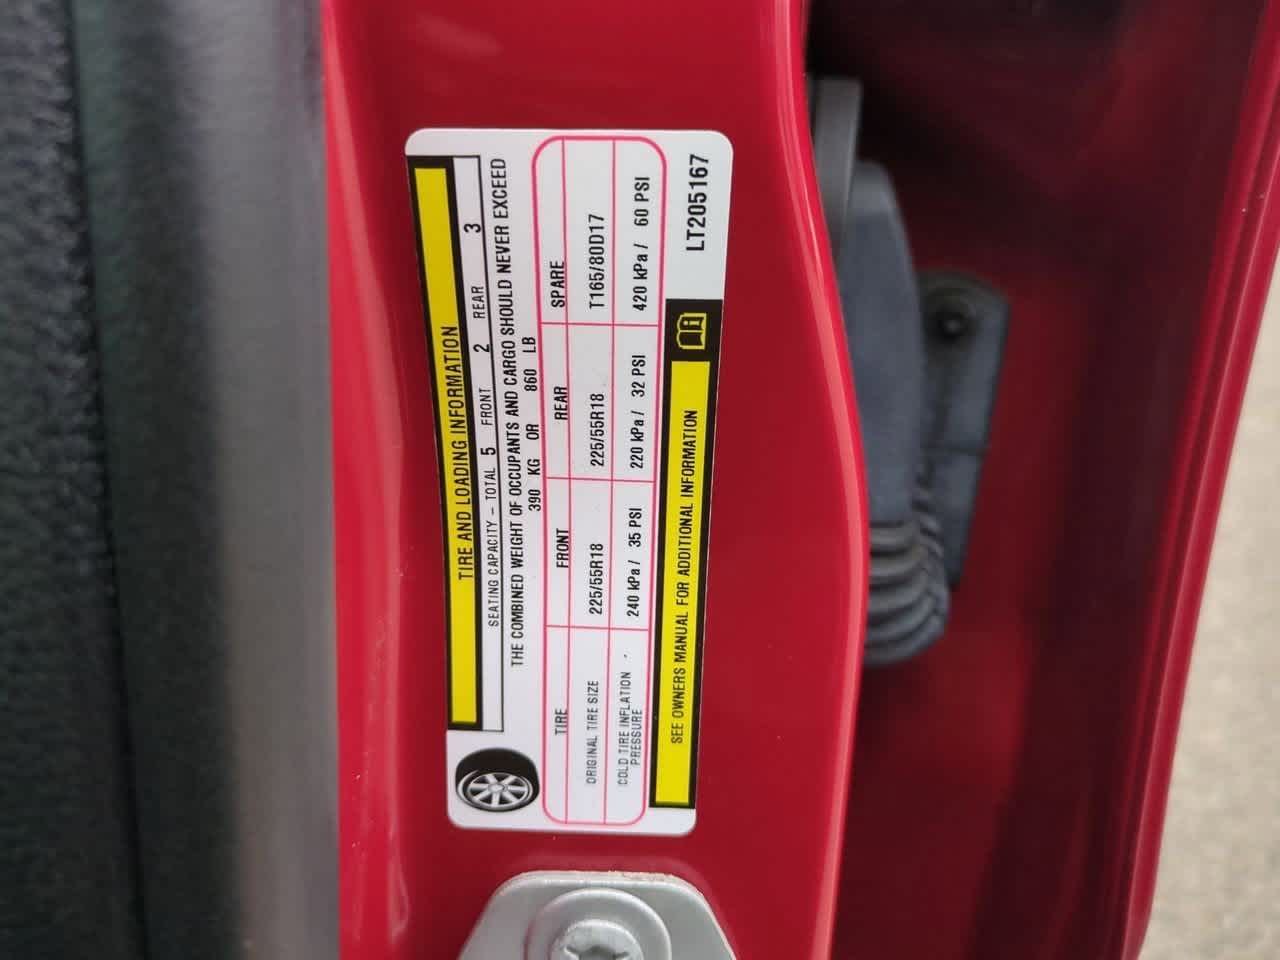 TIRE AND LOADING INFORMATION
SEATING CAPACITY – TOTAL 5 FRONT 2 REAR 3
THE COMBINED WEIGHT OF OCCUPANTS AND CARGO SHOULD NEVER EXCEED
390 KG OR 860 LB
TIRE FRONT REAR SPARE
ORIGINAL TIRE SIZE 225/55R18 225/55R18 T165/80D17
COLD TIRE INFLATION PRESSURE 240 kPa / 35 PSI 220 kPa / 32 PSI 420 kPa / 60 PSI
SEE OWNERS MANUAL FOR ADDITIONAL INFORMATION
LT205167